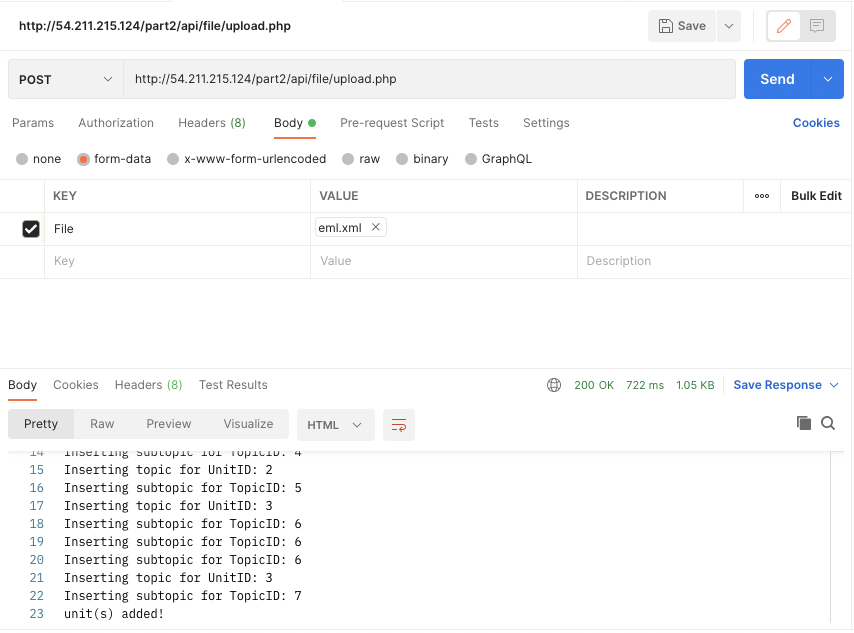 http://54.211.215.124/part2/api/file/upload.php
Save
POST
http://54.211.215.124/part2/api/file/upload.php
Send
Params Authorization Headers (8) Body Pre-request Script Tests Settings Cookies
none form-data x-www-form-urlencoded raw binary GraphQL
KEY VALUE DESCRIPTION Bulk Edit
File eml.xml
Key Value Description
Body Cookies Headers (8) Test Results 200 OK 722 ms 1.05 KB Save Response
Pretty Raw Preview Visualize HTML
14 Inserting subtopic for TopicID: 4
15 Inserting topic for UnitID: 2
16 Inserting subtopic for TopicID: 5
17 Inserting topic for UnitID: 3
18 Inserting subtopic for TopicID: 6
19 Inserting subtopic for TopicID: 6
20 Inserting subtopic for TopicID: 6
21 Inserting topic for UnitID: 3
22 Inserting subtopic for TopicID: 7
23 unit(s) added!